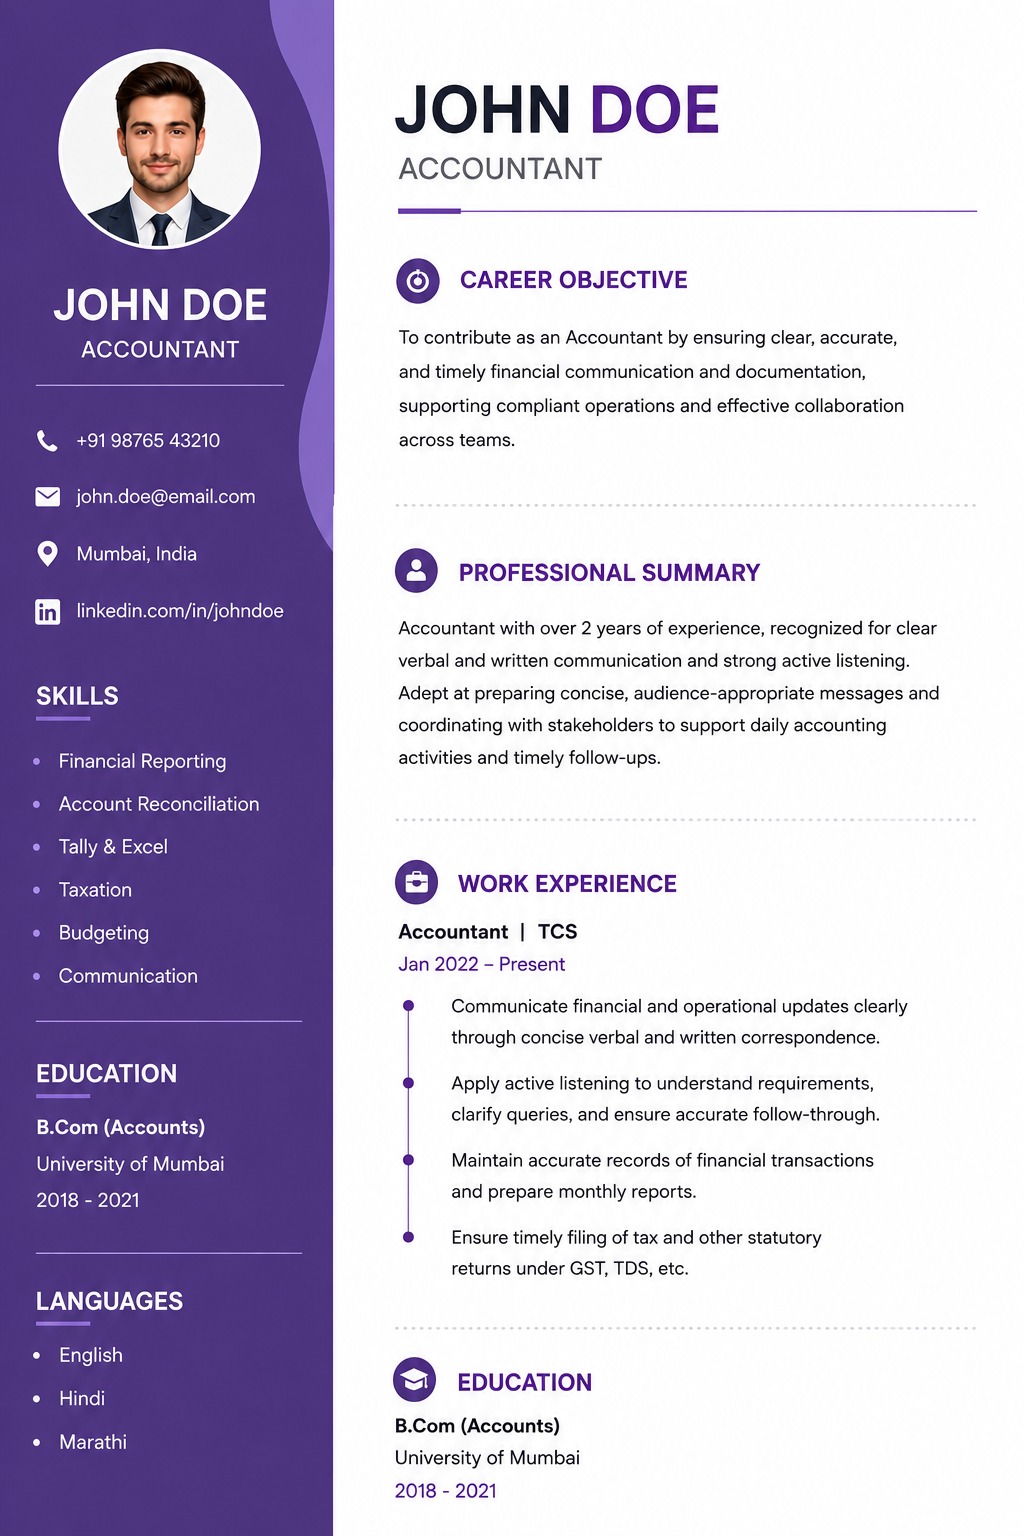 JOHN DOE
ACCOUNTANT
+91 98765 43210
john.doe@email.com
Mumbai, India
in linkedin.com/in/johndoe
SKILLS
Financial Reporting
Account Reconciliation
Tally & Excel
Taxation
Budgeting
Communication
EDUCATION
B.Com (Accounts)
University of Mumbai
2018 - 2021
LANGUAGES
English
Hindi
Marathi
JOHN DOE
ACCOUNTANT
CAREER OBJECTIVE
To contribute as an Accountant by ensuring clear, accurate,
and timely financial communication and documentation,
supporting compliant operations and effective collaboration
across teams.
PROFESSIONAL SUMMARY
Accountant with over 2 years of experience, recognized for clear
verbal and written communication and strong active listening.
Adept at preparing concise, audience-appropriate messages and
coordinating with stakeholders to support daily accounting
activities and timely follow-ups.
WORK EXPERIENCE
Accountant | TCS
Jan 2022 – Present
Communicate financial and operational updates clearly
through concise verbal and written correspondence.
Apply active listening to understand requirements,
clarify queries, and ensure accurate follow-through.
Maintain accurate records of financial transactions
and prepare monthly reports.
Ensure timely filing of tax and other statutory
returns under GST, TDS, etc.
EDUCATION
B.Com (Accounts)
University of Mumbai
2018 - 2021